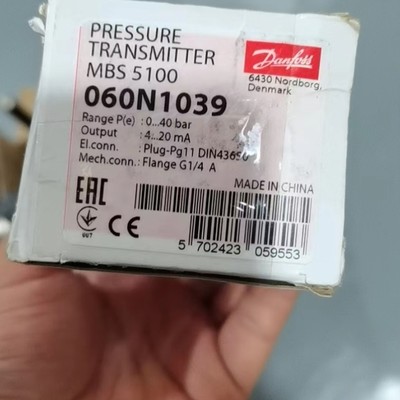 PRESSURE
TRANSMITTER
MBS 5100
Danfoss
6430 Nordborg,
Denmark
060N1039
Range P(e) : 0...40 bar
Output : 4...20 mA
El.conn. : Plug-Pg11 DIN43650
Mech.conn.: Flange G1/4 A
EAC
MADE IN CHINA
CE
5 702423 059553